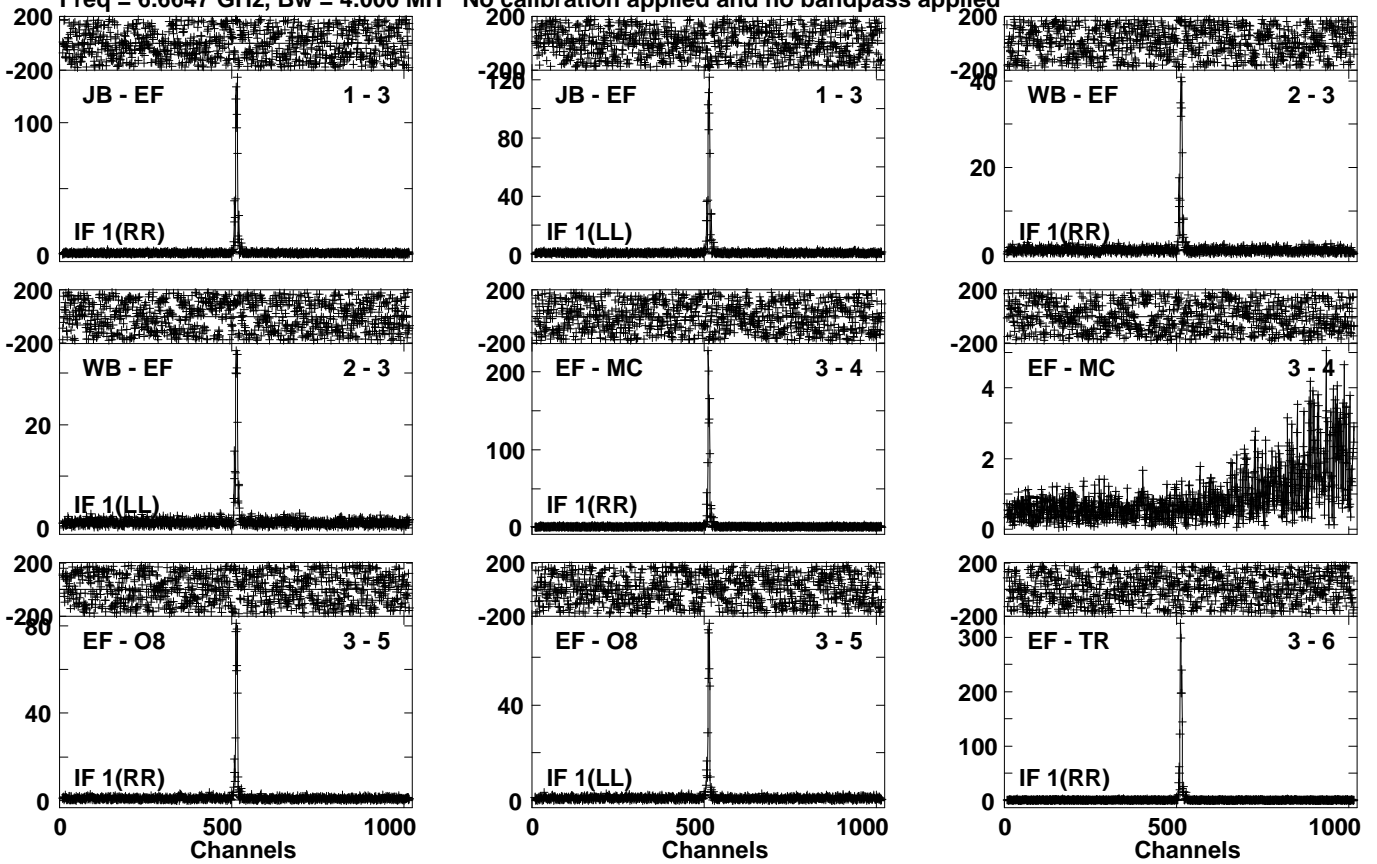 Freq = 6.6647 GHz, Bw = 4.000 MH No calibration applied and no bandpass applied
200
-200
JB - EF 1 - 3
100
0
IF 1(RR)
200
-200
120
JB - EF 1 - 3
80
40
0
IF 1(LL)
200
-200
40
WB - EF 2 - 3
20
0
IF 1(RR)
200
-200
WB - EF 2 - 3
20
0
IF 1(LL)
200
-200
EF - MC 3 - 4
200
100
0
IF 1(RR)
200
-200
EF - MC 3 - 4
4
2
0
200
-200
80
EF - O8 3 - 5
40
0
IF 1(RR)
0 500 1000
Channels
200
-200
EF - O8 3 - 5
40
0
IF 1(LL)
0 500 1000
Channels
200
-200
300
EF - TR 3 - 6
200
100
0
IF 1(RR)
0 500 1000
Channels